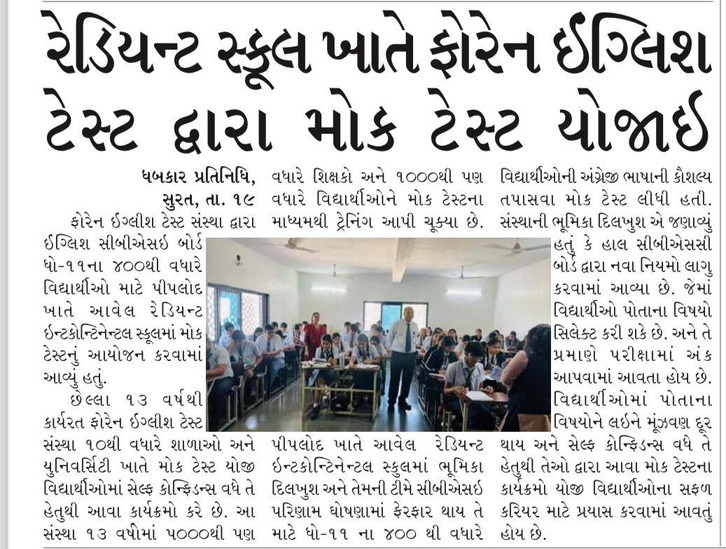 રેડિયન્ટ સ્કૂલ ખાતે ફોરેન ઈંગ્લિશ
ટેસ્ટ દ્વારા મોક ટેસ્ટ યોજાઇ
ધબકાર પ્રતિનિધિ,
સુરત, તા. ૧૯
ફોરેન ઇંગ્લીશ ટેસ્ટ સંસ્થા દ્વારા
ઈંગ્લિશ સીબીએસઇ બોર્ડ
ધો-૧૧ના ૪૦૦થી વધારે
વિદ્યાર્થીઓ માટે પીપલોદ
ખાતે આવેલ રેડિયન્ટ
ઇન્ટકોન્ટિનેન્ટલ સ્કૂલમાં મોક
ટેસ્ટનું આયોજન કરવામાં
આવ્યું હતું.
છેલ્લા ૧૩ વર્ષથી
કાર્યરત ફોરેન ઇંગ્લીશ ટેસ્ટ
સંસ્થા ૧૦થી વધારે શાળાઓ અને
યુનિવર્સિટી ખાતે મોક ટેસ્ટ યોજી
વિદ્યાર્થીઓમાં સેલ્ફ કોન્ફિડન્સ વધે તે
હેતુથી આવા કાર્યક્રમો કરે છે. આ
સંસ્થા ૧૩ વર્ષોમાં ૫૦૦૦થી પણ
વધારે શિક્ષકો અને ૧૦૦૦થી પણ
વધારે વિદ્યાર્થીઓને મોક ટેસ્ટના
માધ્યમથી ટ્રેનિંગ આપી ચૂક્યા છે.
પીપલોદ ખાતે આવેલ રેડિયન્ટ
ઇન્ટકોન્ટિનેન્ટલ સ્કૂલમાં ભૂમિકા
દિલખુશ અને તેમની ટીમે સીબીએસઇ
પરિણામ ઘોષણામાં ફેરફાર થાય તે
માટે ધો-૧૧ ના ૪૦૦ થી વધારે
વિદ્યાર્થીઓની અંગ્રેજી ભાષાની કૌશલ્ય
તપાસવા મોક ટેસ્ટ લીધી હતી.
સંસ્થાની ભૂમિકા દિલખુશ એ જણાવ્યું
હતું કે હાલ સીબીએસસી
બોર્ડ દ્વારા નવા નિયમો લાગુ
કરવામાં આવ્યા છે. જેમાં
વિદ્યાર્થીઓ પોતાના વિષયો
સિલેક્ટ કરી શકે છે. અને તે
પ્રમાણે પરીક્ષામાં અંક
આપવામાં આવતા હોય છે.
વિદ્યાર્થીઓમાં પોતાના
વિષયોને લઇને મૂંઝવણ દૂર
થાય અને સેલ્ફ કોન્ફિડન્સ વધે તે
હેતુથી તેઓ દ્વારા આવા મોક ટેસ્ટના
કાર્યક્રમો યોજી વિદ્યાર્થીઓના સફળ
કરિયર માટે પ્રયાસ કરવામાં આવતું
હોય છે.